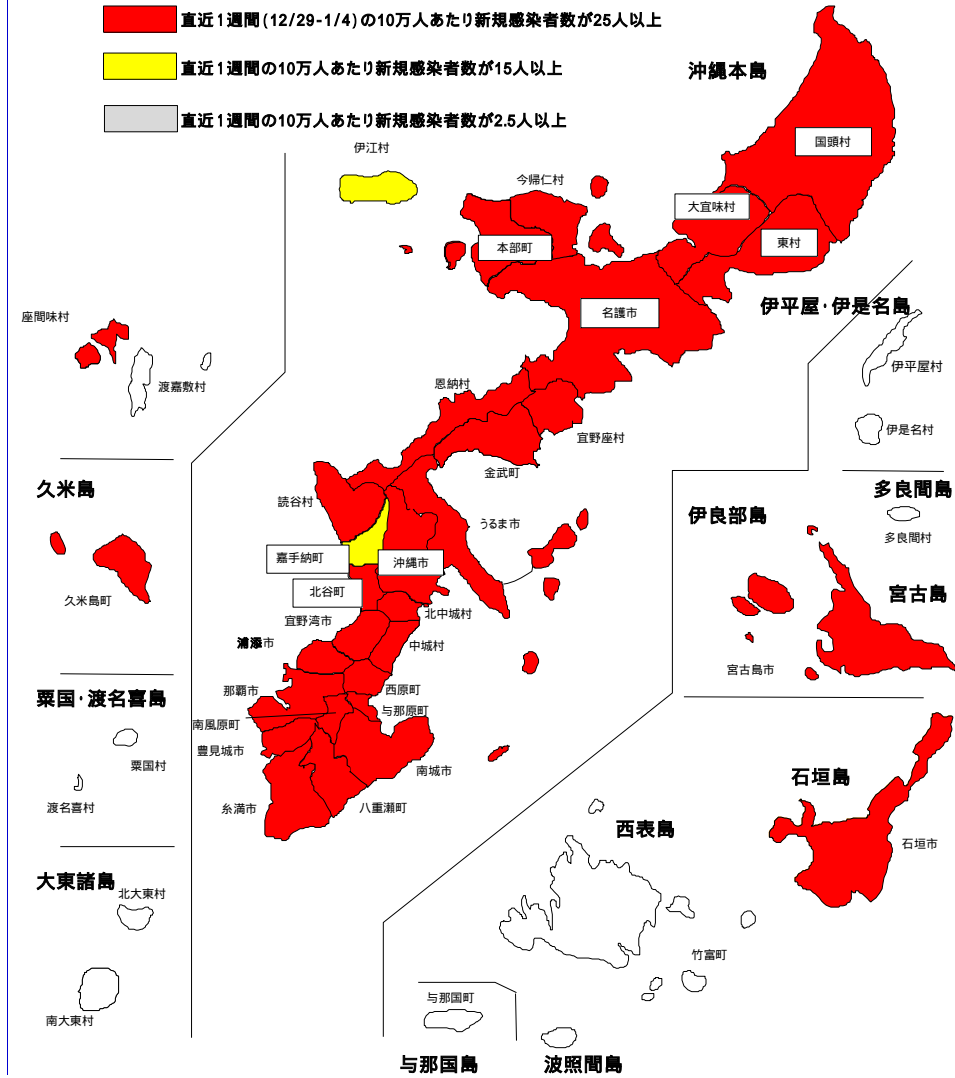 直近1週間(12/29-1/4)の10万人あたり新規感染者数が25人以上
直近1週間の10万人あたり新規感染者数が15人以上
直近1週間の10万人あたり新規感染者数が2.5人以上
沖縄本島
国頭村
伊江村
今帰仁村
大宜味村
東村
本部町
名護市
伊平屋・伊是名島
伊平屋村
伊是名村
座間味村
渡嘉敷村
恩納村
宜野座村
金武町
久米島
久米島町
読谷村
うるま市
嘉手納町
沖縄市
北谷町
北中城村
宜野湾市
中城村
浦添市
西原町
那覇市
与那原町
南風原町
豊見城市
南城市
糸満市
八重瀬町
多良間島
多良間村
伊良部島
宮古島
宮古島市
粟国・渡名喜島
粟国村
渡名喜村
石垣島
石垣市
西表島
竹富町
大東諸島
北大東村
南大東村
与那国町
与那国島
波照間島